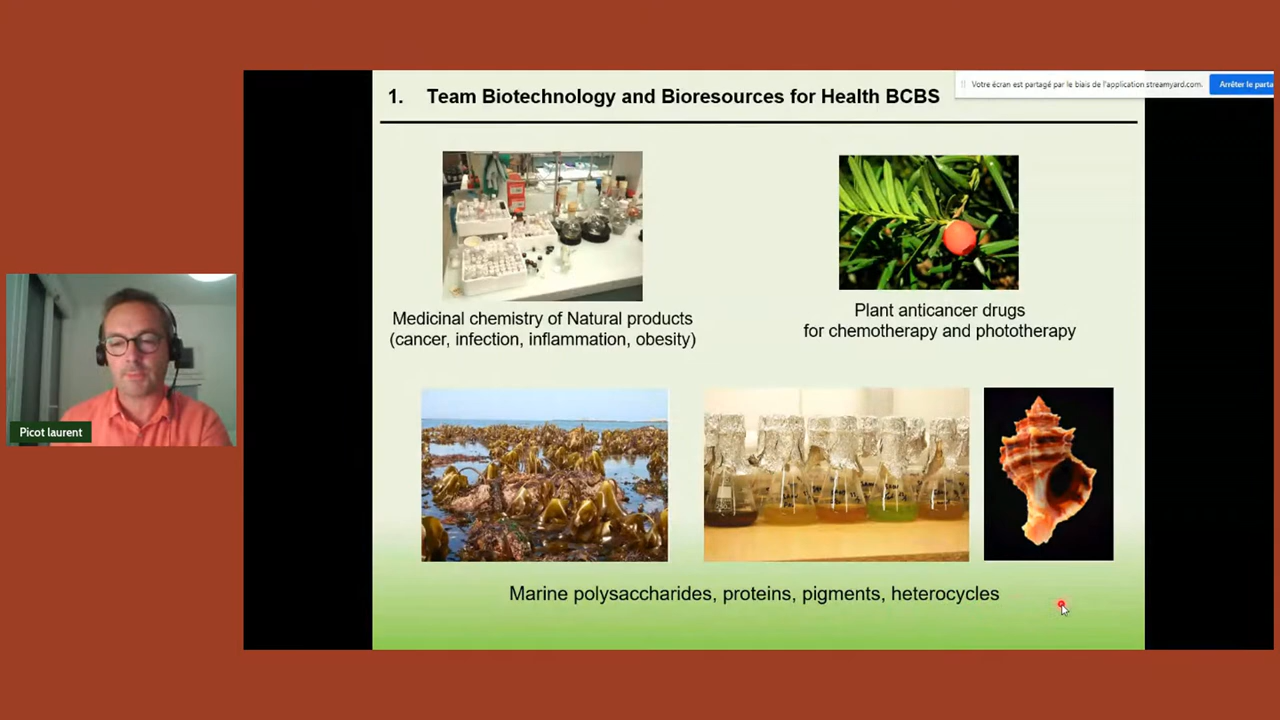 1. Team Biotechnology and Bioresources for Health BCBS
Votre écran est partagé par le biais de l'application streamyard.com.
Arrêter le parta
Medicinal chemistry of Natural products
(cancer, infection, inflammation, obesity)
Plant anticancer drugs
for chemotherapy and phototherapy
Picot laurent
Marine polysaccharides, proteins, pigments, heterocycles